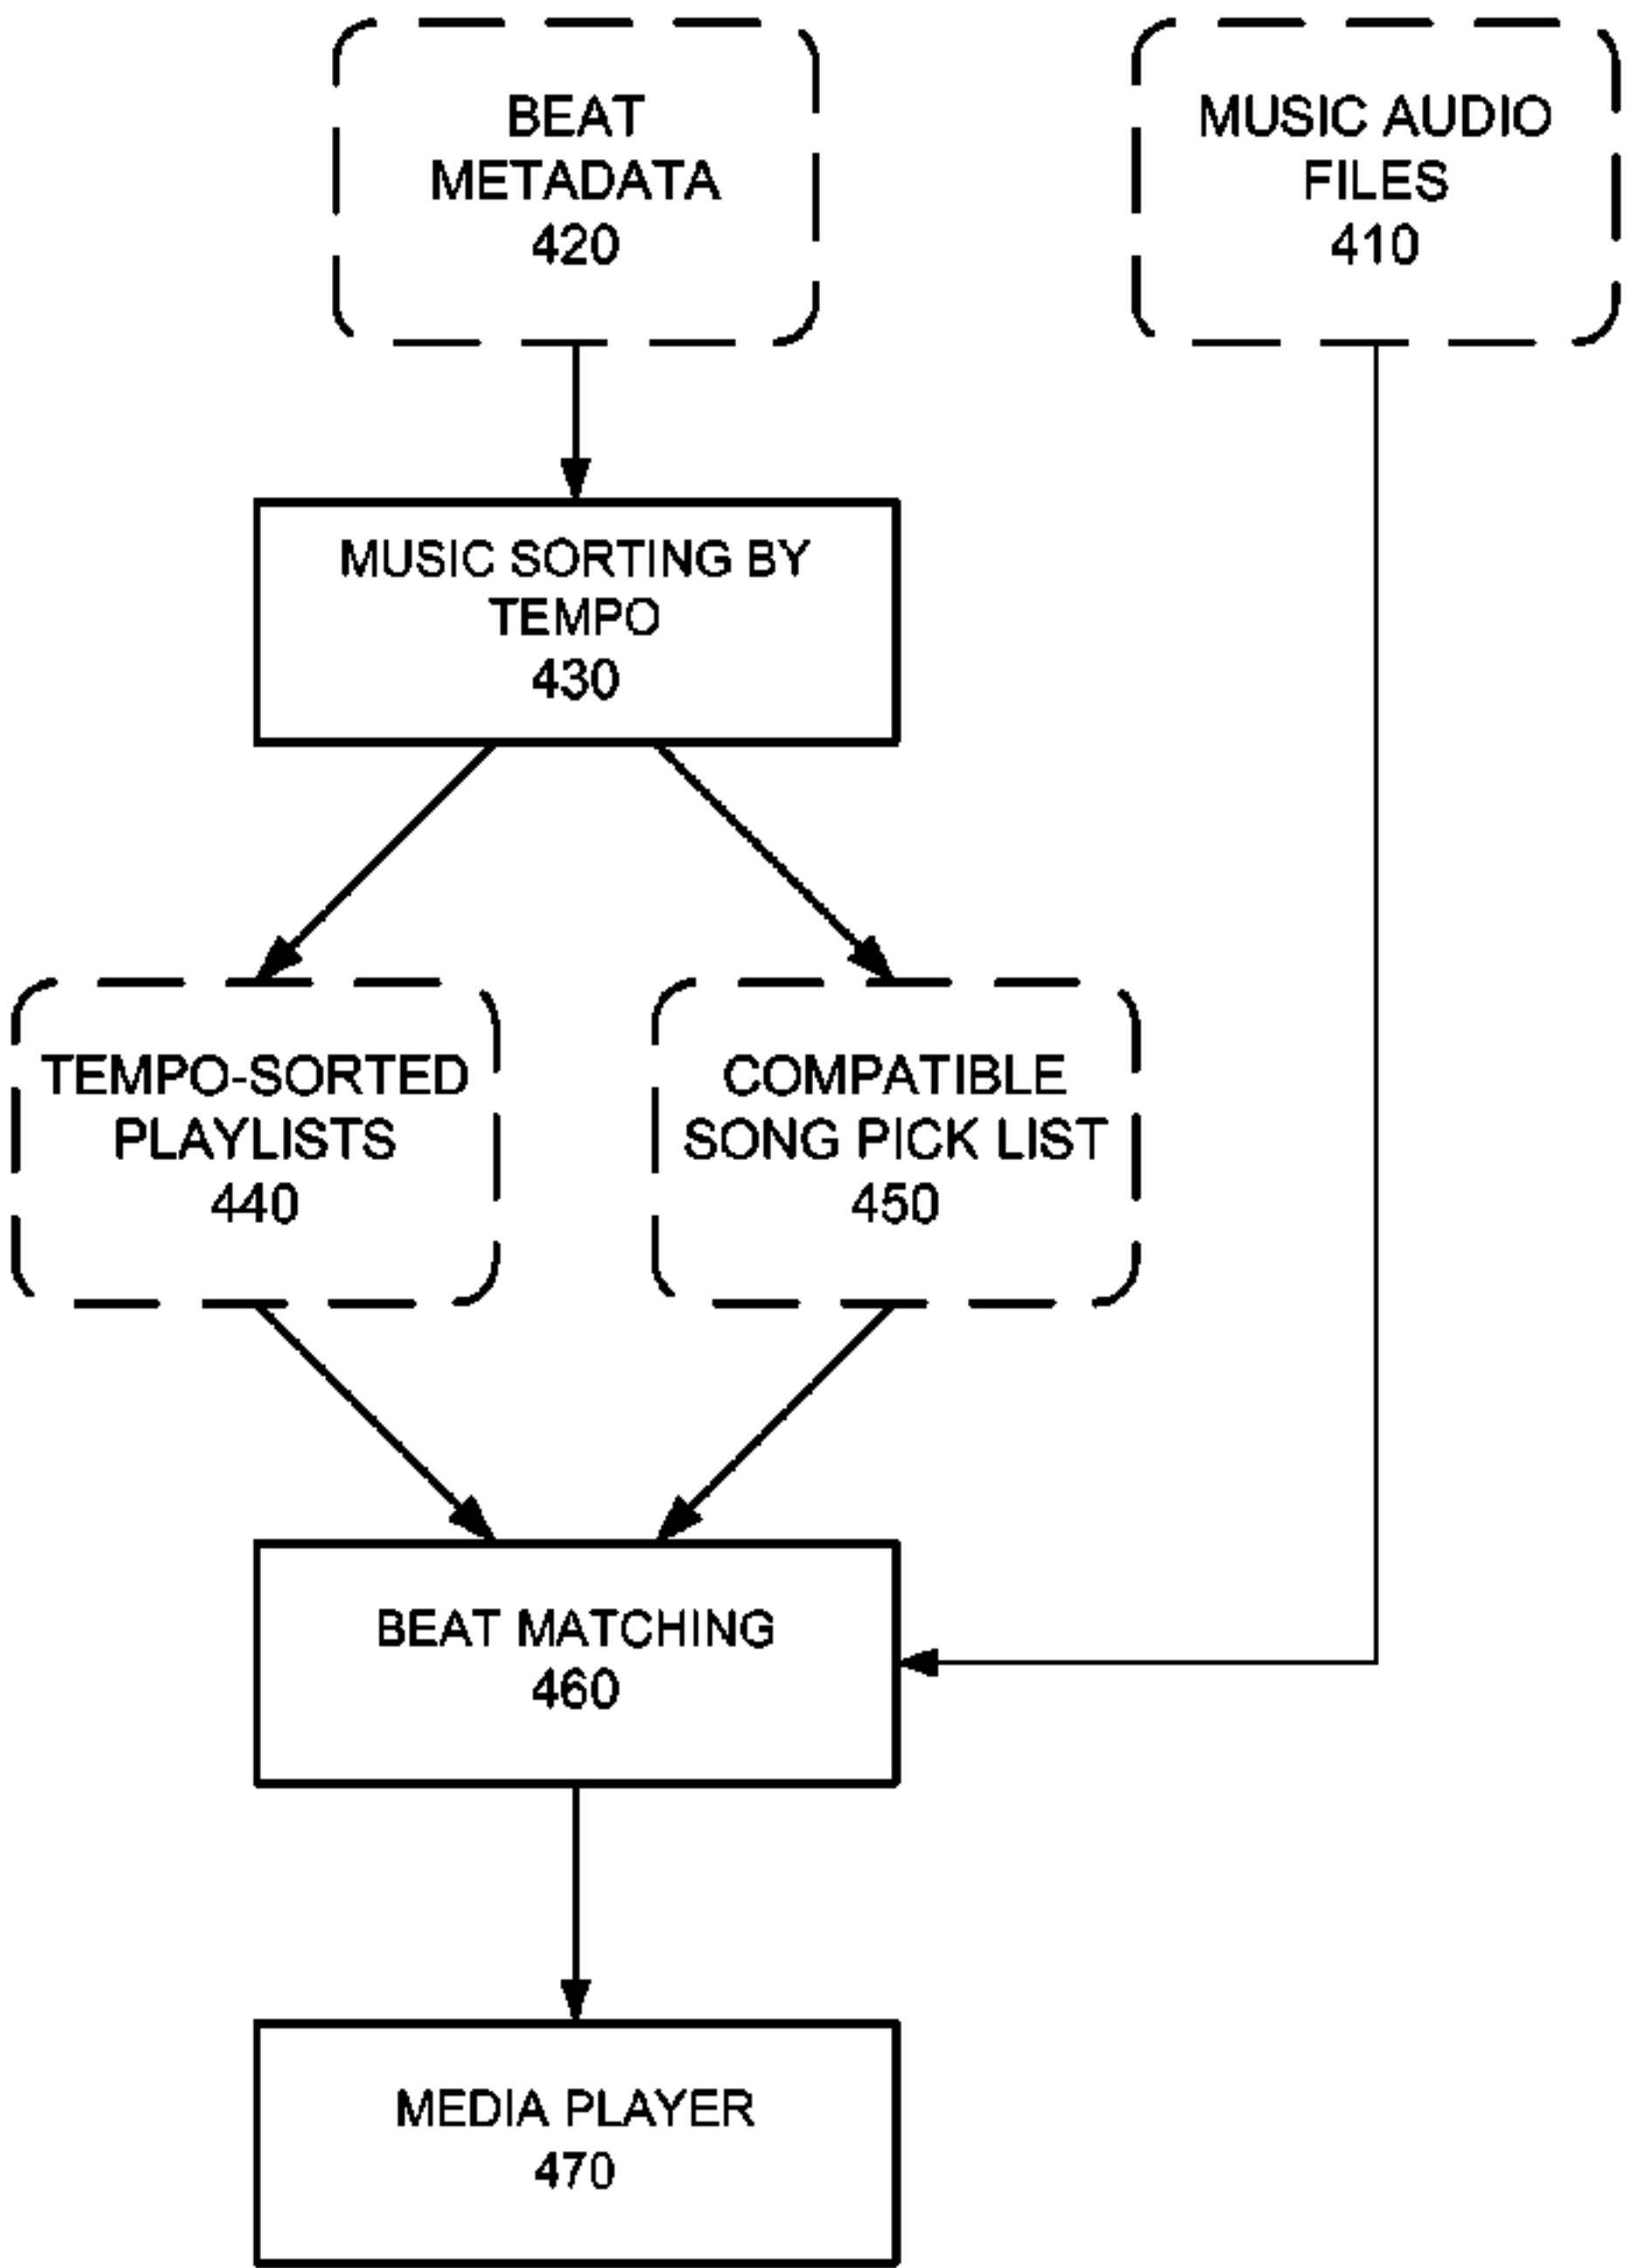 BEAT
METADATA
420
MUSIC AUDIO
FILES
410
MUSIC SORTING BY
TEMPO
430
TEMPO-SORTED
PLAYLISTS
440
COMPATIBLE
SONG PICK LIST
450
BEAT MATCHING
460
MEDIA PLAYER
470